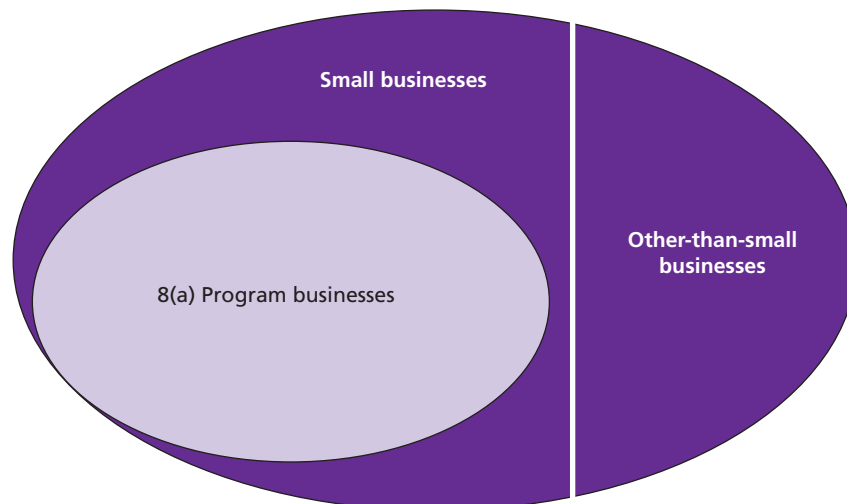 Small businesses
Other-than-small
businesses
8(a) Program businesses